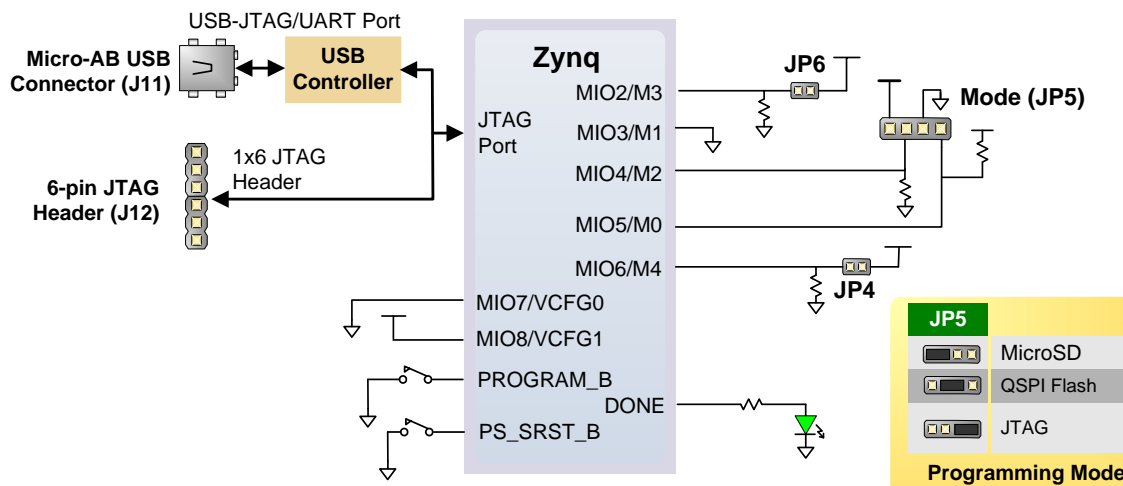 USB-JTAG/UART Port
Micro-AB USB
Connector (J11)
USB
Controller
1x6 JTAG
Header
6-pin JTAG
Header (J12)
Zynq
JTAG
Port
MIO2/M3
MIO3/M1
MIO4/M2
MIO5/M0
MIO6/M4
MIO7/VCFG0
MIO8/VCFG1
PROGRAM_B
DONE
PS_SRST_B
JP6
Mode (JP5)
JP4
JP5
MicroSD
QSPI Flash
JTAG
Programming Mode